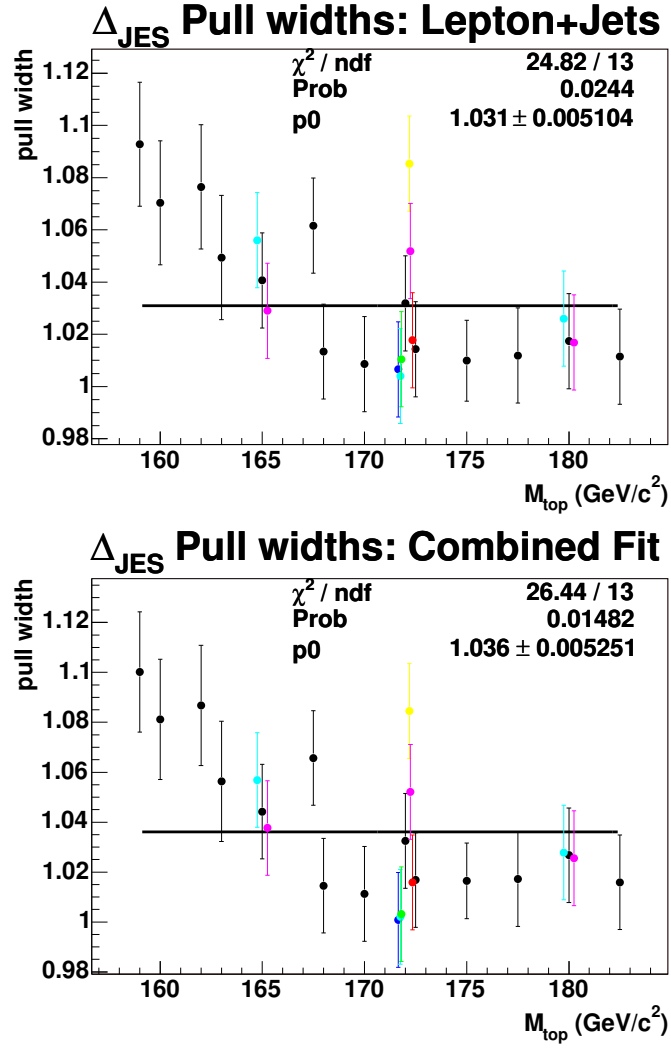 Δ_JES Pull widths: Lepton+Jets
χ² / ndf 24.82 / 13
Prob 0.0244
p0 1.031 ± 0.005104
pull width
1.12
1.1
1.08
1.06
1.04
1.02
1
0.98
160 165 170 175 180
M_top (GeV/c²)
Δ_JES Pull widths: Combined Fit
χ² / ndf 26.44 / 13
Prob 0.01482
p0 1.036 ± 0.005251
pull width
1.12
1.1
1.08
1.06
1.04
1.02
1
0.98
160 165 170 175 180
M_top (GeV/c²)